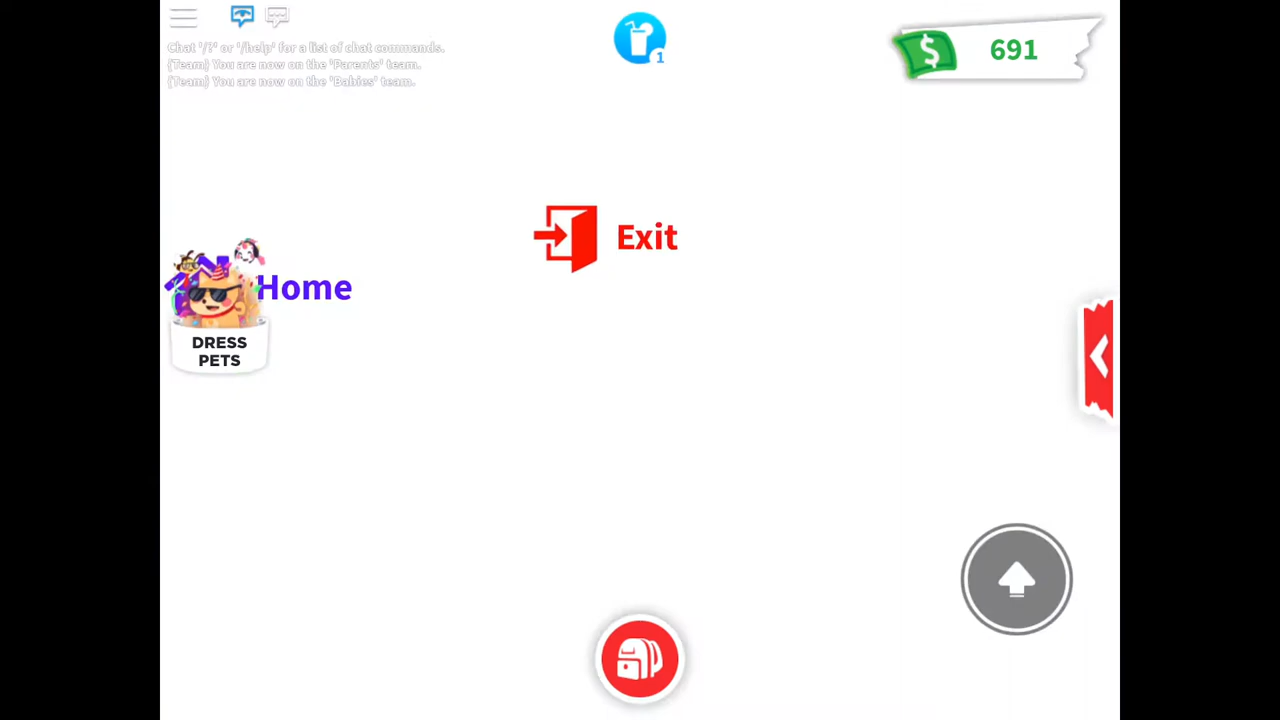 Chat '/?' or '/help' for a list of chat commands.
{Team} You are now on the 'Parents' team.
{Team} You are now on the 'Babies' team.
1
$ 691
Exit
Home
DRESS
PETS